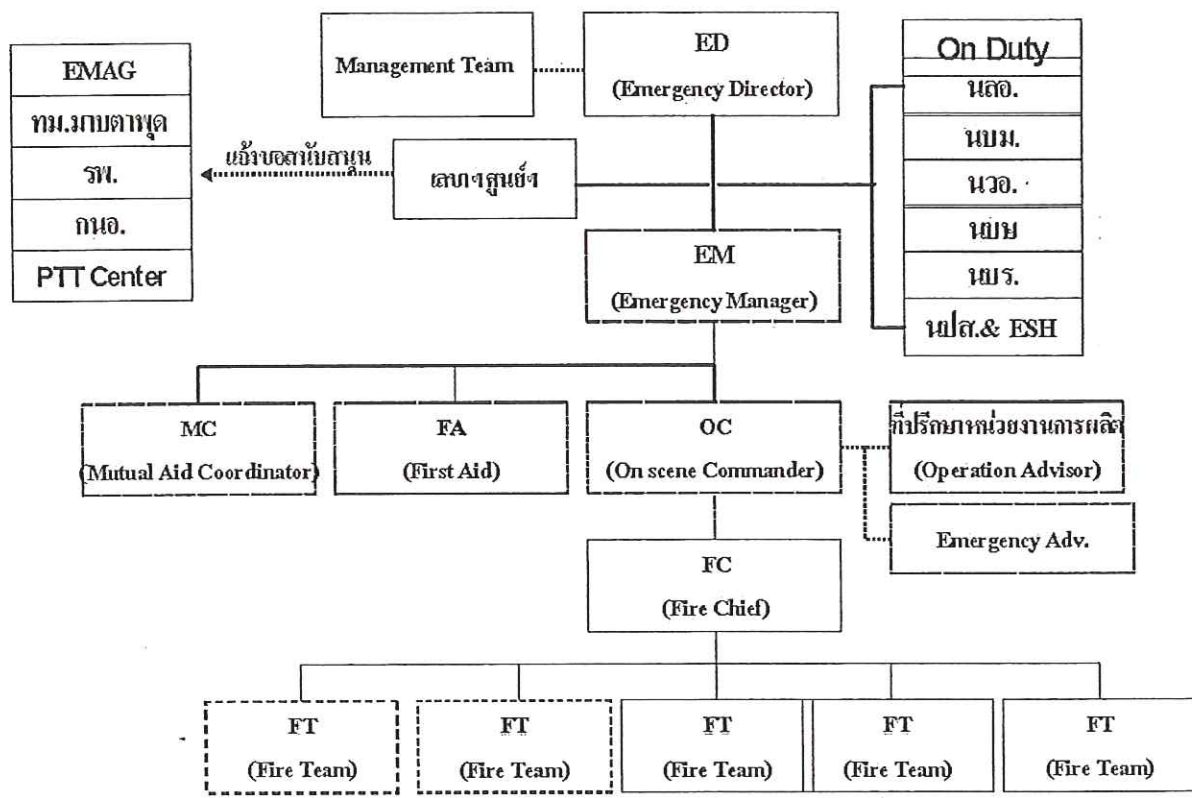 EMAG
ทม.มาบตาพุด
รพ.
กนอ.
PTT Center
Management Team
ED
(Emergency Director)
แจ้งขอสนับสนุน
เลขาฯศูนย์ฯ
EM
(Emergency Manager)
On Duty
นลอ.
นบม.
นวอ.
นบษ
นบร.
นปส.& ESH
MC
(Mutual Aid Coordinator)
FA
(First Aid)
OC
(On scene Commander)
ที่ปรึกษาหน่วยงานการผลิต
(Operation Advisor)
Emergency Adv.
FC
(Fire Chief)
FT
(Fire Team)
FT
(Fire Team)
FT
(Fire Team)
FT
(Fire Team)
FT
(Fire Team)